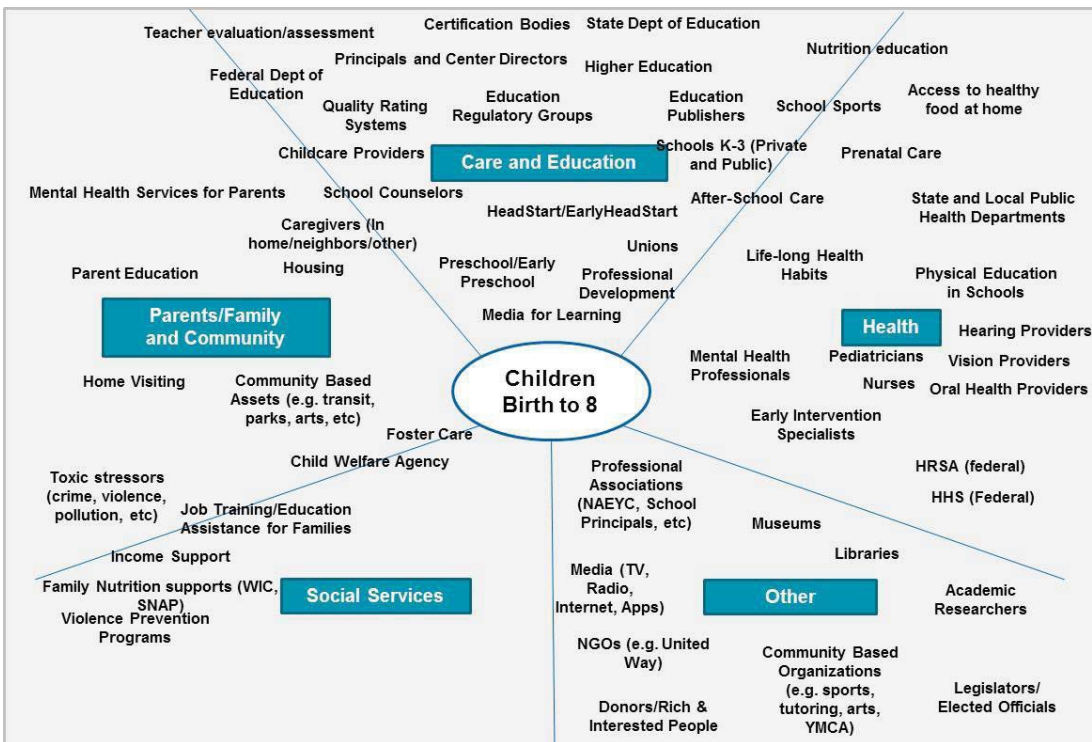 Teacher evaluation/assessment
Certification Bodies
State Dept of Education
Nutrition education
Principals and Center Directors
Higher Education
Federal Dept of
Education
Quality Rating
Systems
Education
Regulatory Groups
Education
Publishers
School Sports
Access to healthy
food at home
Childcare Providers
Care and Education
Schools K-3 (Private
and Public)
Prenatal Care
Mental Health Services for Parents
School Counselors
HeadStart/EarlyHeadStart
After-School Care
State and Local Public
Health Departments
Caregivers (In
home/neighbors/other)
Housing
Unions
Life-long Health
Habits
Parent Education
Preschool/Early
Preschool
Professional
Development
Physical Education
in Schools
Media for Learning
Parents/Family
and Community
Health
Hearing Providers
Mental Health
Professionals
Pediatricians
Vision Providers
Nurses
Oral Health Providers
Children
Birth to 8
Home Visiting
Community Based
Assets (e.g. transit,
parks, arts, etc)
Early Intervention
Specialists
Foster Care
Child Welfare Agency
Toxic stressors
(crime, violence,
pollution, etc)
Job Training/Education
Assistance for Families
Professional
Associations
(NAEYC, School
Principals, etc)
HRSA (federal)
HHS (Federal)
Museums
Libraries
Income Support
Family Nutrition supports (WIC,
SNAP)
Violence Prevention
Programs
Social Services
Media (TV,
Radio,
Internet, Apps)
Other
Academic
Researchers
NGOs (e.g. United
Way)
Community Based
Organizations
(e.g. sports,
tutoring, arts,
YMCA)
Donors/Rich &
Interested People
Legislators/
Elected Officials